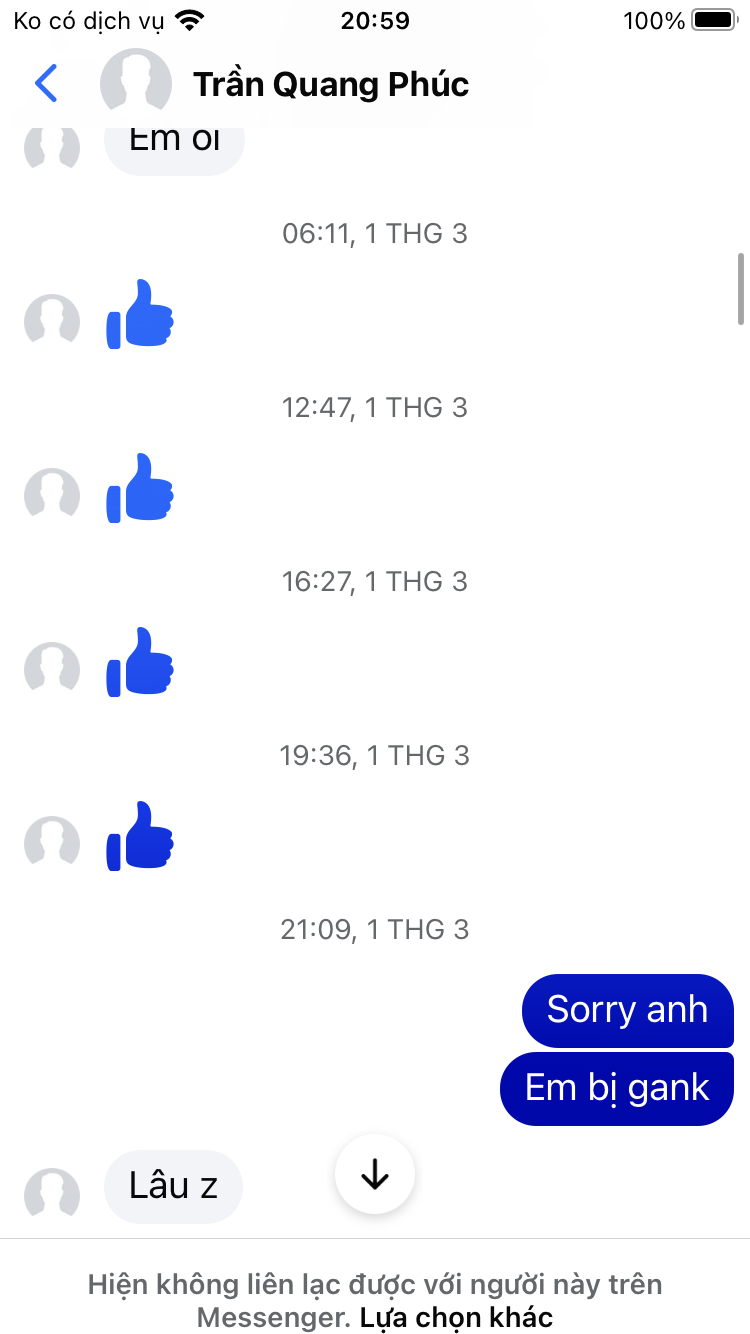 Ko có dịch vụ
20:59
100%
Trần Quang Phúc
Em ơi
06:11, 1 THG 3
12:47, 1 THG 3
16:27, 1 THG 3
19:36, 1 THG 3
21:09, 1 THG 3
Sorry anh
Em bị gank
Lâu z
Hiện không liên lạc được với người này trên
Messenger. Lựa chọn khác